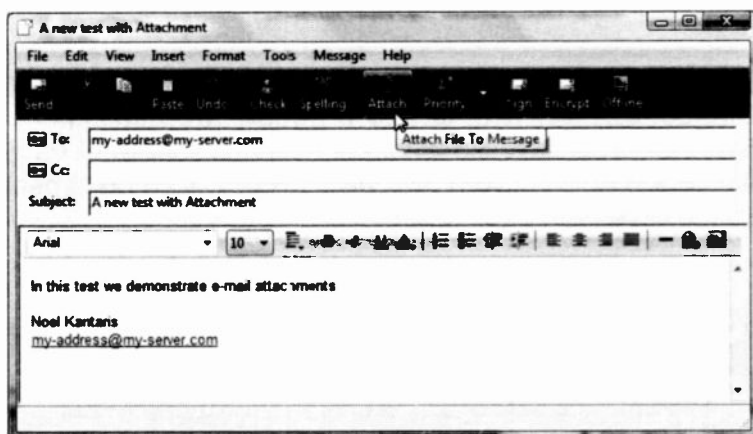 A new test with Attachment
File Edit View Insert Format Tools Message Help
Send Paste Undo Check Spelling Attach Priority Sign Encrypt Offline
To: my-address@my-server.com
Attach File To Message
Cc:
Subject: A new test with Attachment
Arial 10
In this test we demonstrate e-mail attachments
Noel Kantaris
my-address@my-server.com